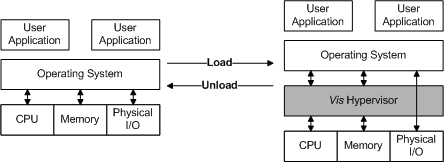 User
Application
User
Application
Operating System
CPU
Memory
Physical
I/O
Load
Unload
User
Application
User
Application
Operating System
Vis Hypervisor
CPU
Memory
Physical
I/O